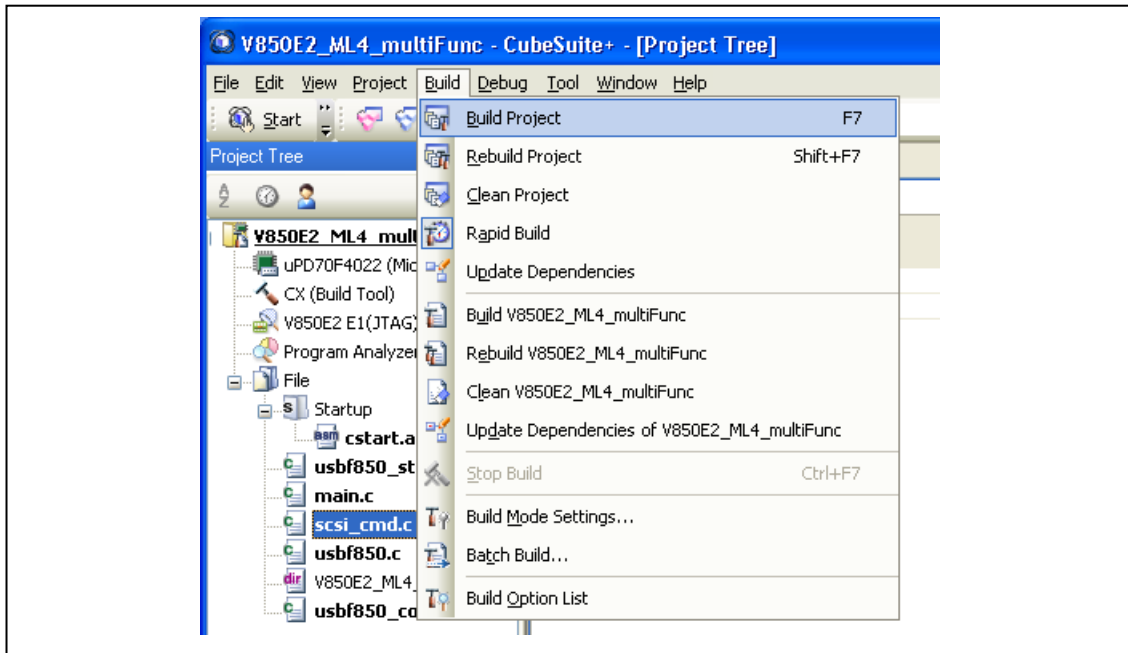 V850E2_ML4_multiFunc - CubeSuite+ - [Project Tree]
File Edit View Project Build Debug Tool Window Help
Start
Project Tree
V850E2_ML4_mul
uPD70F4022 (Mic
CX (Build Tool)
V850E2 E1(JTAG)
Program Analyze
File
Startup
cstart.a
usbf850_st
main.c
scsi_cmd.c
usbf850.c
V850E2_ML4_
usbf850_co
Build Project F7
Rebuild Project Shift+F7
Clean Project
Rapid Build
Update Dependencies
Build V850E2_ML4_multiFunc
Rebuild V850E2_ML4_multiFunc
Clean V850E2_ML4_multiFunc
Update Dependencies of V850E2_ML4_multiFunc
Stop Build Ctrl+F7
Build Mode Settings...
Batch Build...
Build Option List